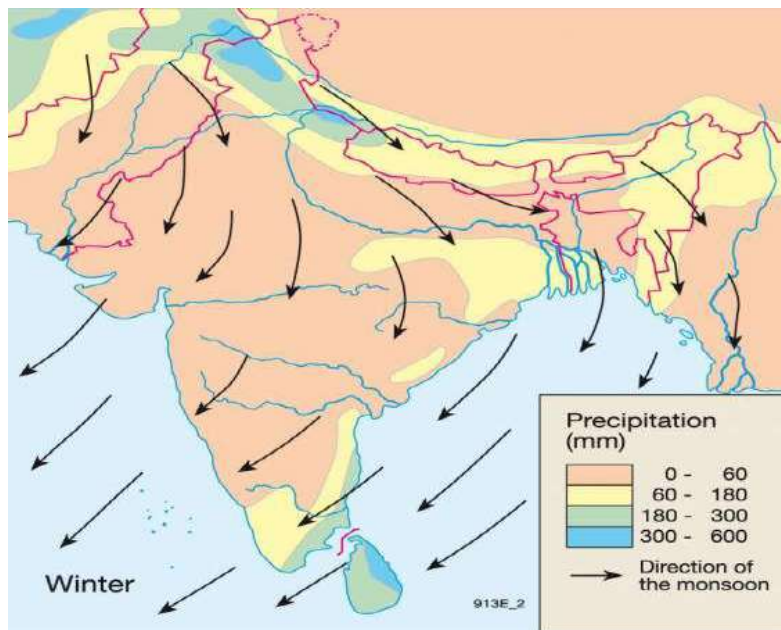 Winter
913E_2
Precipitation
(mm)
0 - 60
60 - 180
180 - 300
300 - 600
Direction of
the monsoon